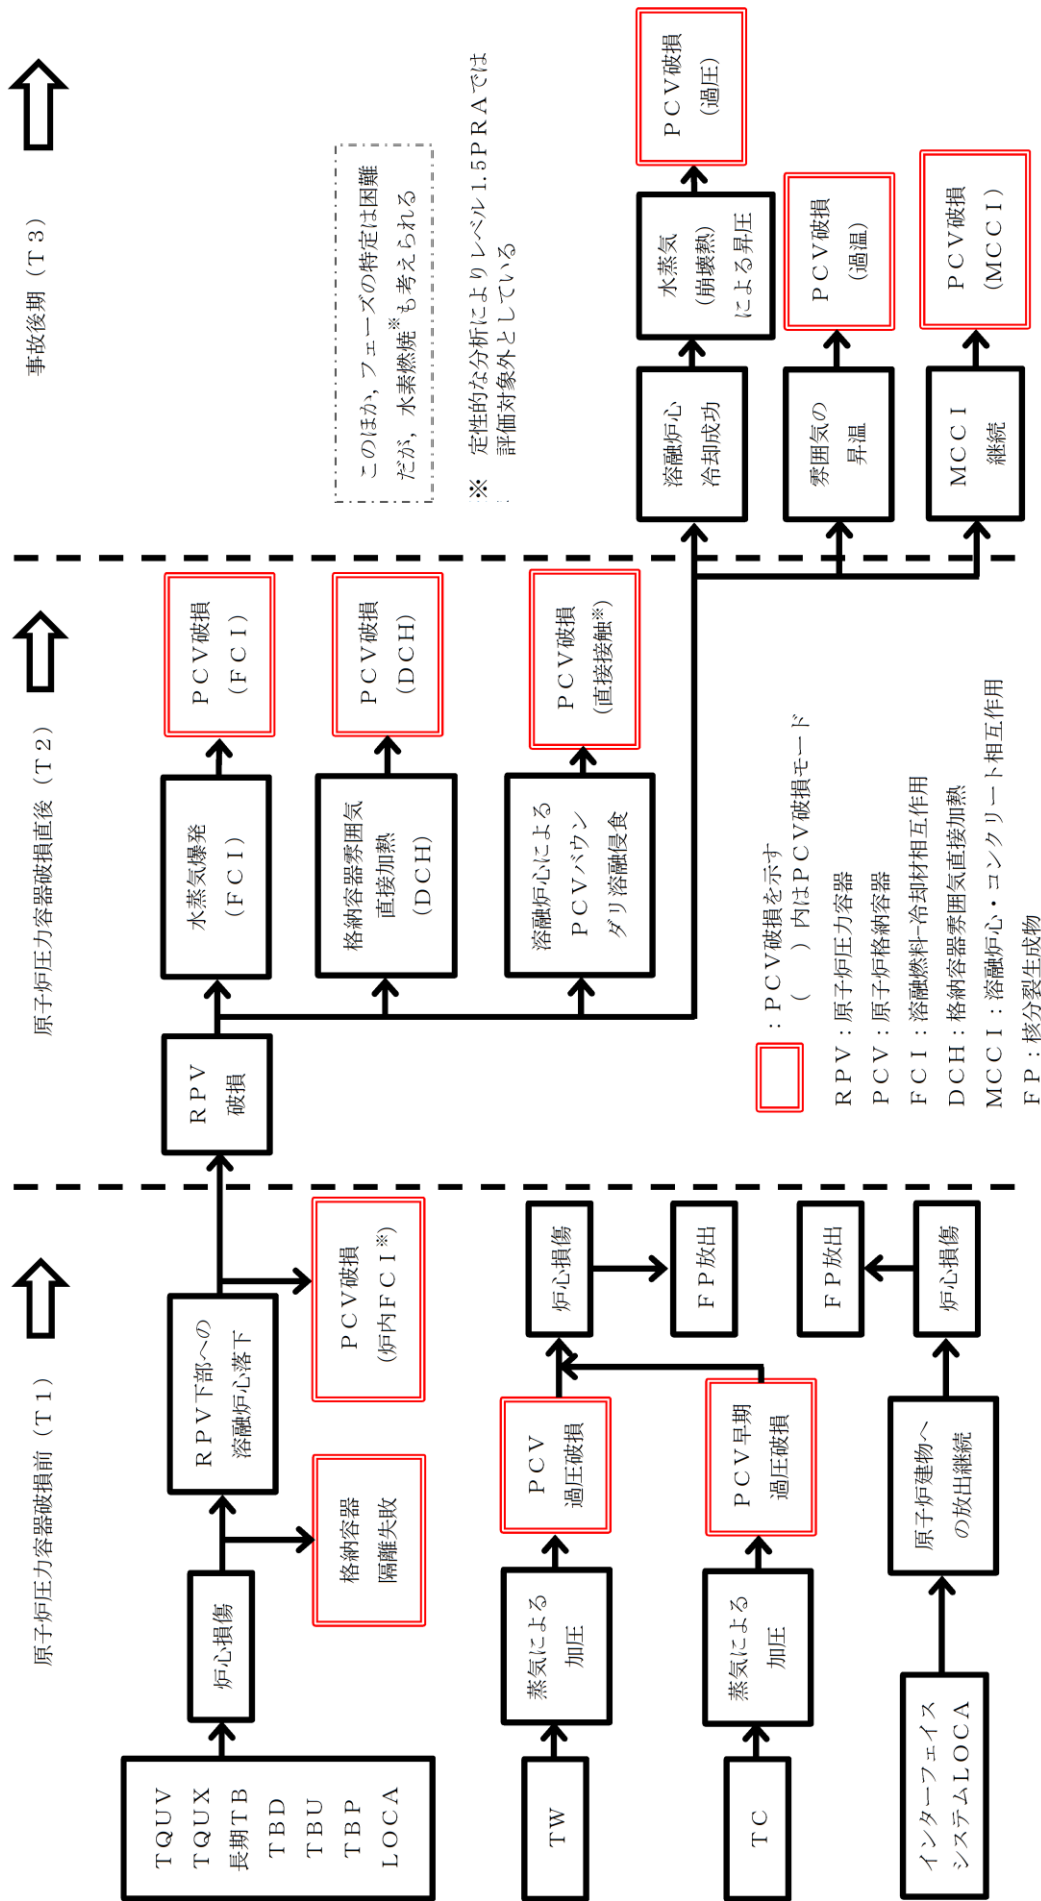 原子炉圧力容器破損前（Ｔ１）
原子炉圧力容器破損直後（Ｔ２）
事故後期（Ｔ３）
ＴＱＵＶ
ＴＱＵＸ
長期ＴＢ
ＴＢＤ
ＴＢＵ
ＴＢＰ
ＬＯＣＡ
炉心損傷
格納容器
隔離失敗
ＲＰＶ下部への
溶融炉心落下
ＰＣＶ破損
(炉内ＦＣＩ※)
ＲＰＶ
破損
水蒸気爆発
(ＦＣＩ)
ＰＣＶ破損
(ＦＣＩ)
格納容器雰囲気
直接加熱
(ＤＣＨ)
ＰＣＶ破損
(ＤＣＨ)
溶融炉心による
ＰＣＶバウン
ダリ溶融侵食
ＰＣＶ破損
(直接接触※)
このほか，フェーズの特定は困難
だが，水素燃焼※も考えられる
※　定性的な分析によりレベル1.5ＰＲＡでは
評価対象外としている
溶融炉心
冷却成功
水蒸気
(崩壊熱)
による昇圧
ＰＣＶ破損
(過圧)
雰囲気の
昇温
ＰＣＶ破損
(過温)
ＭＣＣＩ
継続
ＰＣＶ破損
(ＭＣＣＩ)
ＴＷ
蒸気による
加圧
ＰＣＶ
過圧破損
炉心損傷
ＦＰ放出
ＴＣ
蒸気による
加圧
ＰＣＶ早期
過圧破損
インターフェイス
システムＬＯＣＡ
原子炉建物へ
の放出継続
炉心損傷
ＦＰ放出
：ＰＣＶ破損を示す
(　　)内はＰＣＶ破損モード
ＲＰＶ：原子炉圧力容器
ＰＣＶ：原子炉格納容器
ＦＣＩ：溶融燃料−冷却材相互作用
ＤＣＨ：格納容器雰囲気直接加熱
ＭＣＣＩ：溶融炉心・コンクリート相互作用
ＦＰ：核分裂生成物